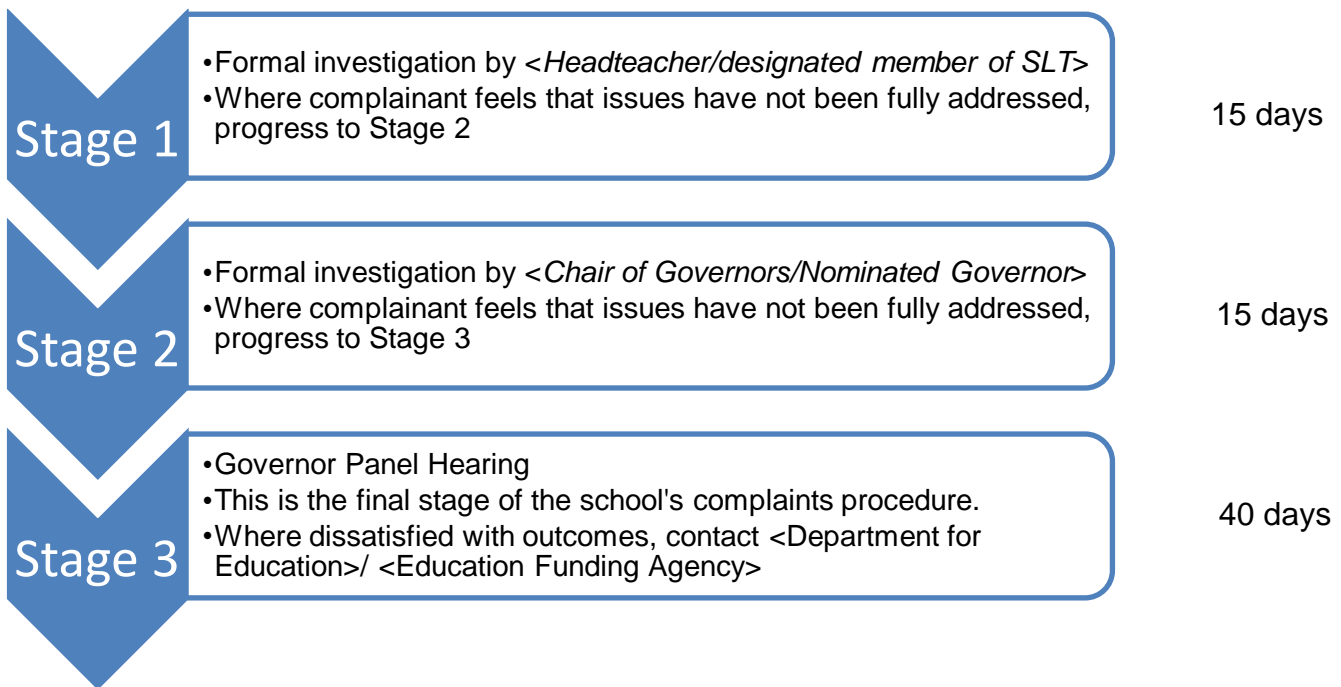 Stage 1
•Formal investigation by <Headteacher/designated member of SLT>
•Where complainant feels that issues have not been fully addressed,
progress to Stage 2
15 days
Stage 2
•Formal investigation by <Chair of Governors/Nominated Governor>
•Where complainant feels that issues have not been fully addressed,
progress to Stage 3
15 days
Stage 3
•Governor Panel Hearing
•This is the final stage of the school's complaints procedure.
•Where dissatisfied with outcomes, contact <Department for
Education>/ <Education Funding Agency>
40 days